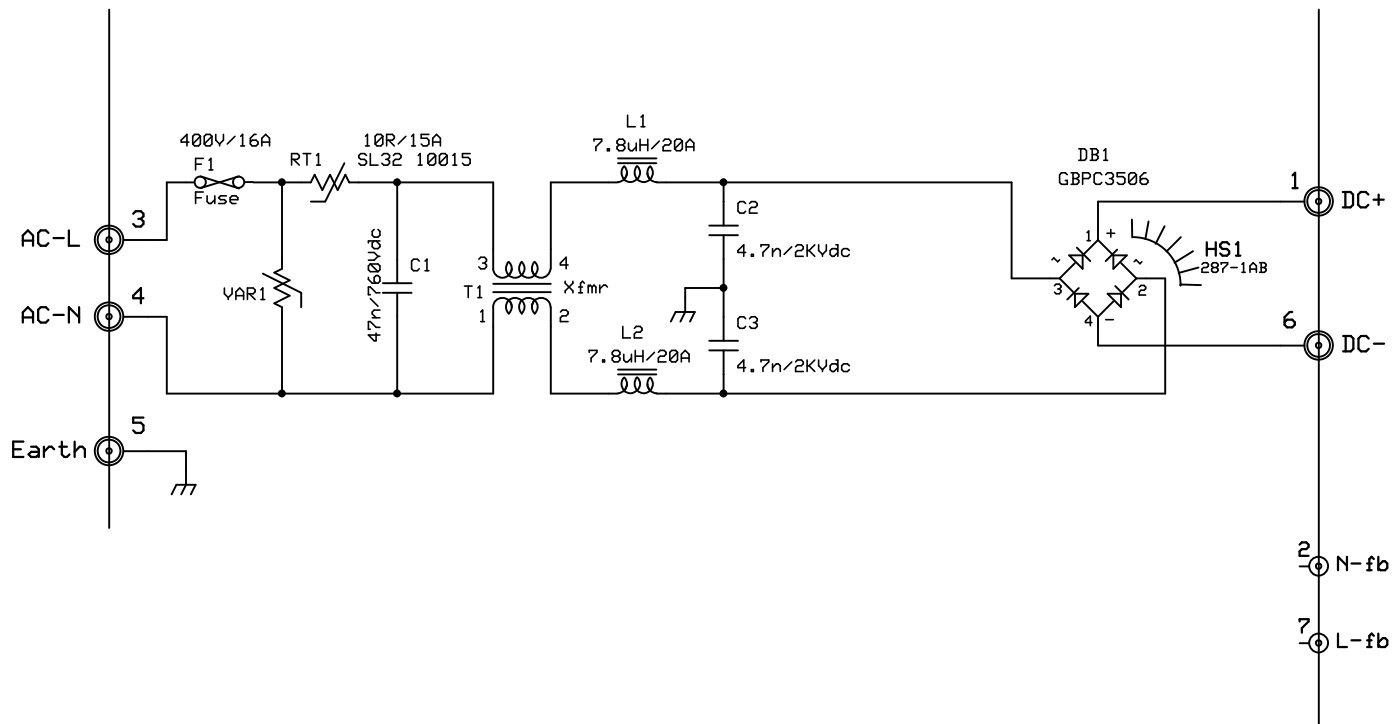 400V/16A
F1
Fuse
RT1
10R/15A
SL32 10015
L1
7.8uH/20A
DB1
GBPC3506
1
DC+
3
AC-L
VAR1
47n/760Vdc
C1
3
4
T1
Xfmr
1
2
C2
4.7n/2KVdc
C3
4.7n/2KVdc
L2
7.8uH/20A
1
+
~
~
3
2
4
-
HS1
287-1AB
4
AC-N
6
DC-
5
Earth
2
N-fb
7
L-fb